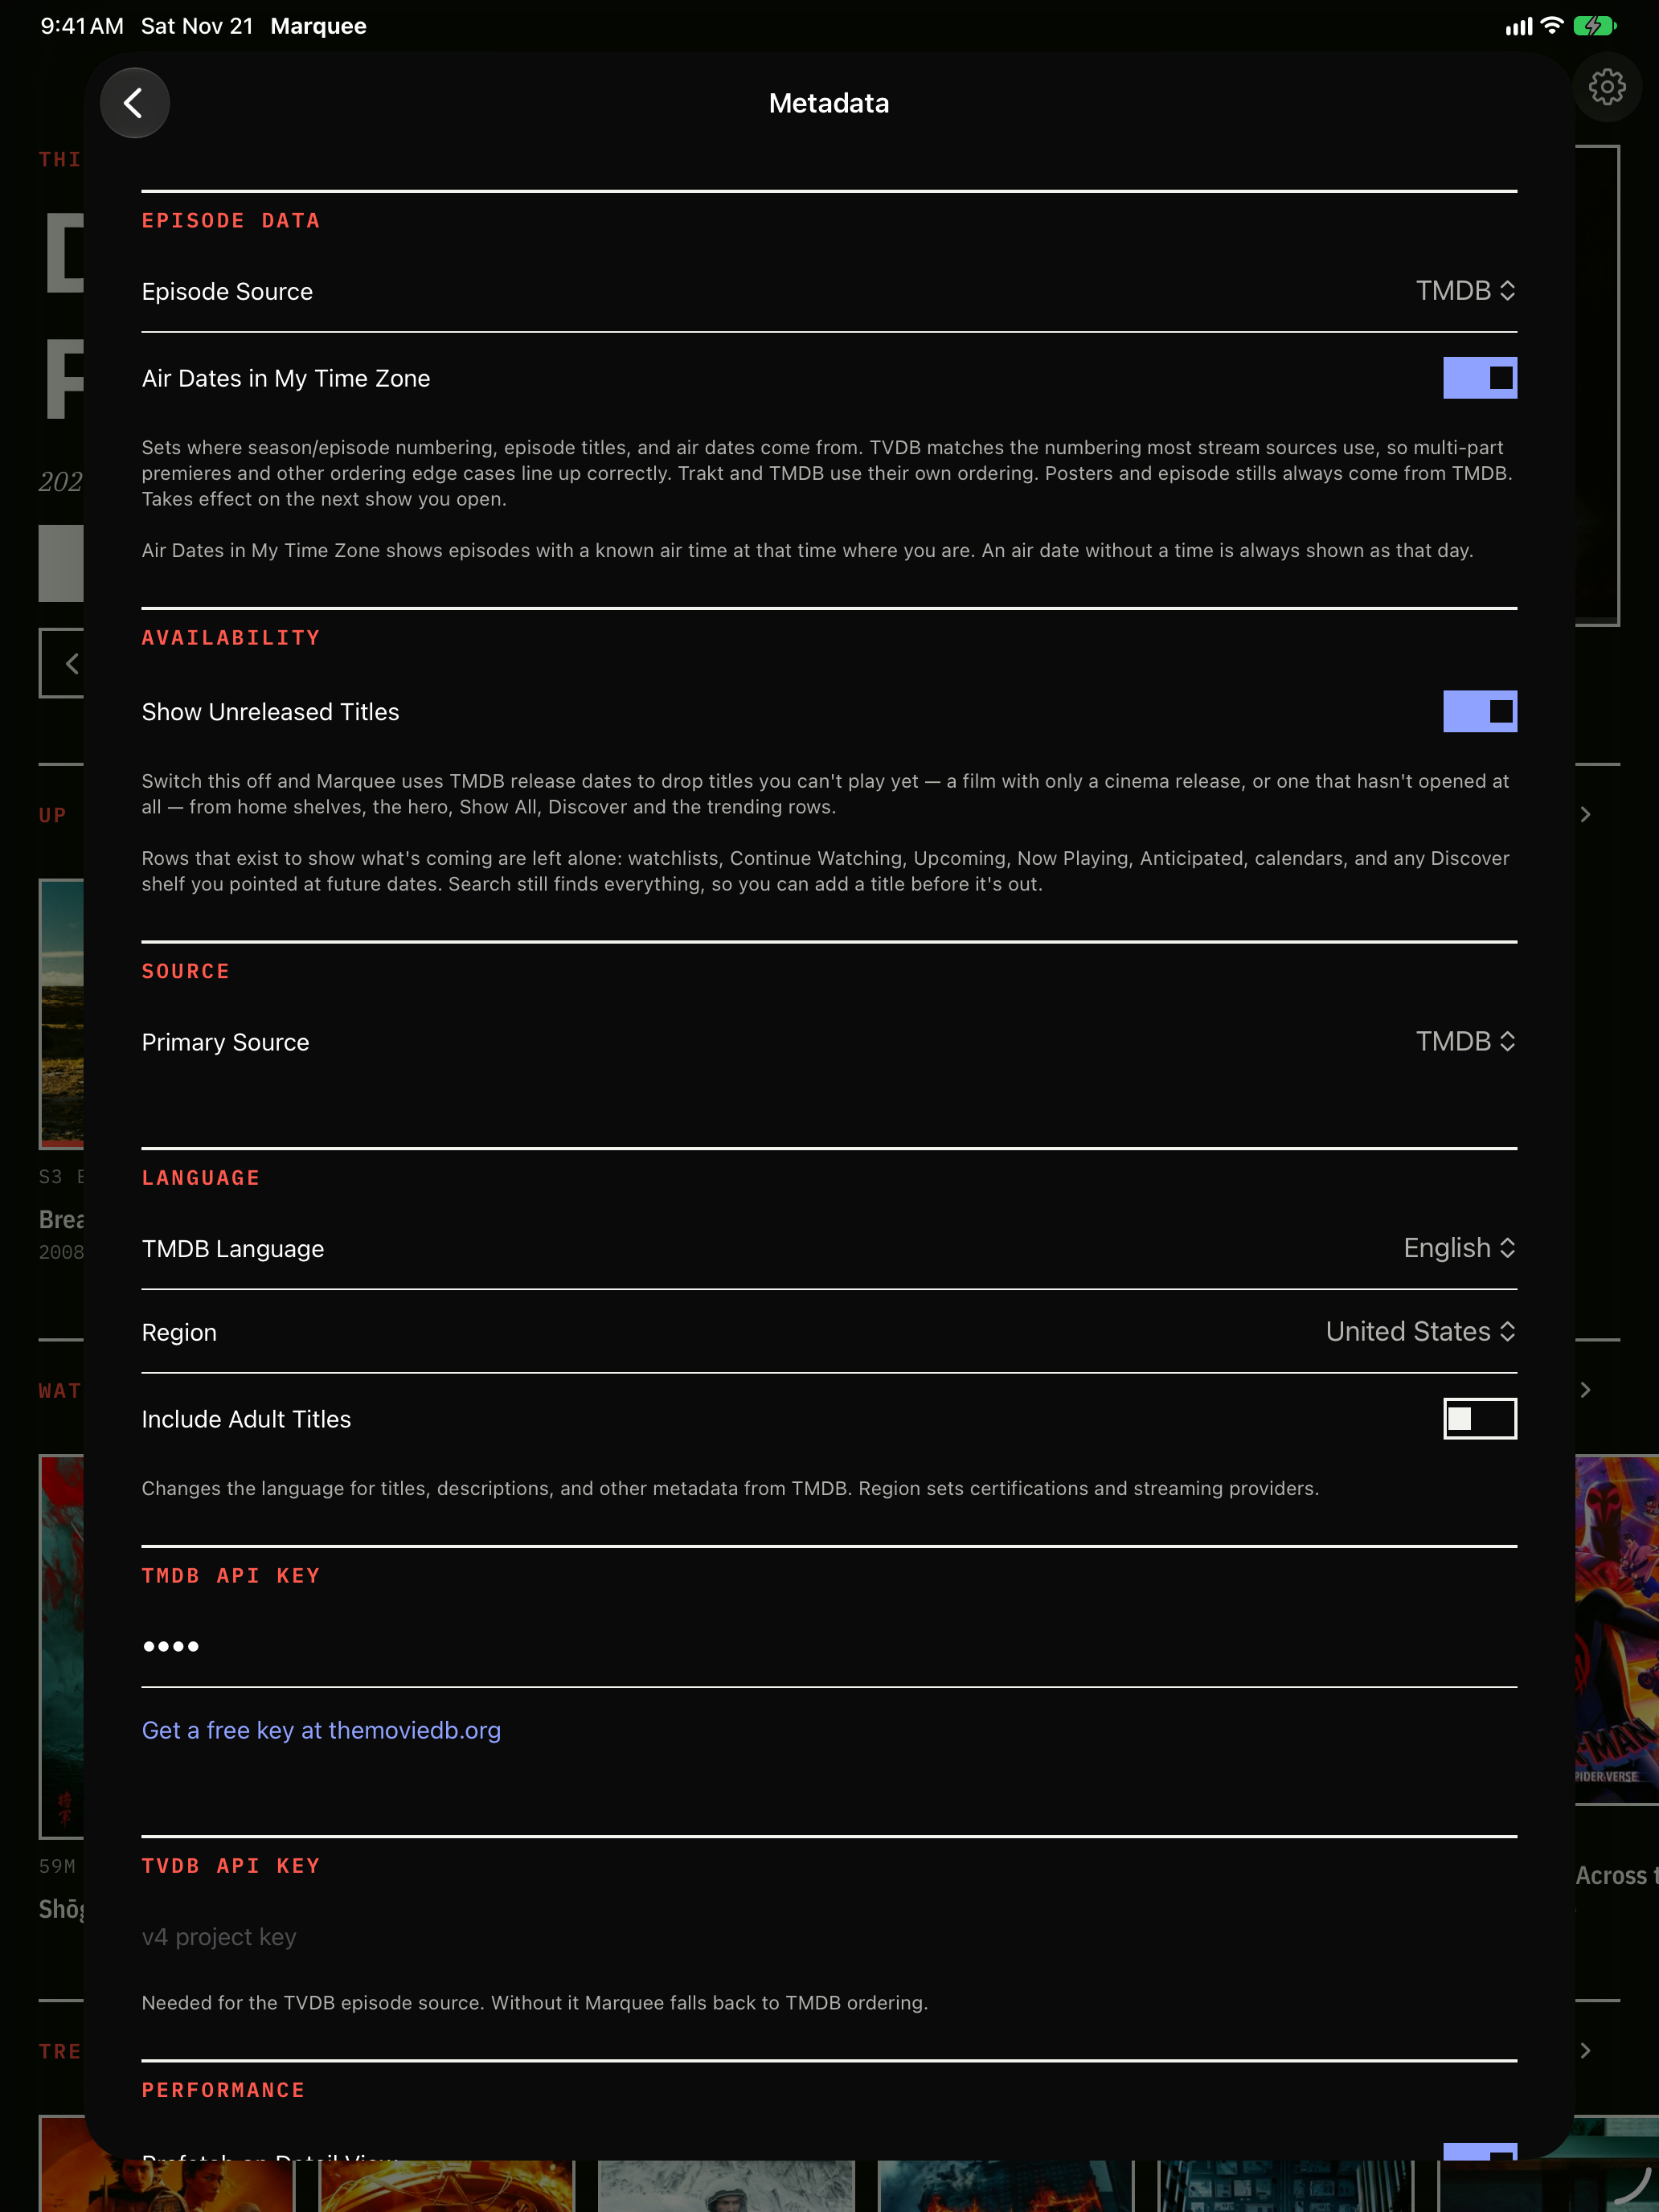 9:41 AM Sat Nov 21 Marquee
Metadata
THI
EPISODE DATA
Episode Source
TMDB
Air Dates in My Time Zone
Sets where season/episode numbering, episode titles, and air dates come from. TVDB matches the numbering most stream sources use, so multi-part
premieres and other ordering edge cases line up correctly. Trakt and TMDB use their own ordering. Posters and episode stills always come from TMDB.
Takes effect on the next show you open.
202
Air Dates in My Time Zone shows episodes with a known air time at that time where you are. An air date without a time is always shown as that day.
AVAILABILITY
Show Unreleased Titles
Switch this off and Marquee uses TMDB release dates to drop titles you can't play yet — a film with only a cinema release, or one that hasn't opened at
all — from home shelves, the hero, Show All, Discover and the trending rows.
UP
Rows that exist to show what's coming are left alone: watchlists, Continue Watching, Upcoming, Now Playing, Anticipated, calendars, and any Discover
shelf you pointed at future dates. Search still finds everything, so you can add a title before it's out.
SOURCE
Primary Source
TMDB
LANGUAGE
S3 E
Brea
2008
TMDB Language
English
Region
United States
WAT
Include Adult Titles
Changes the language for titles, descriptions, and other metadata from TMDB. Region sets certifications and streaming providers.
TMDB API KEY
••••
Get a free key at themoviedb.org
-MAN
PIDER-VERSE
将軍
TVDB API KEY
59M
Shōg
Across t
v4 project key
Needed for the TVDB episode source. Without it Marquee falls back to TMDB ordering.
TRE
PERFORMANCE
Prefetch on Detail View